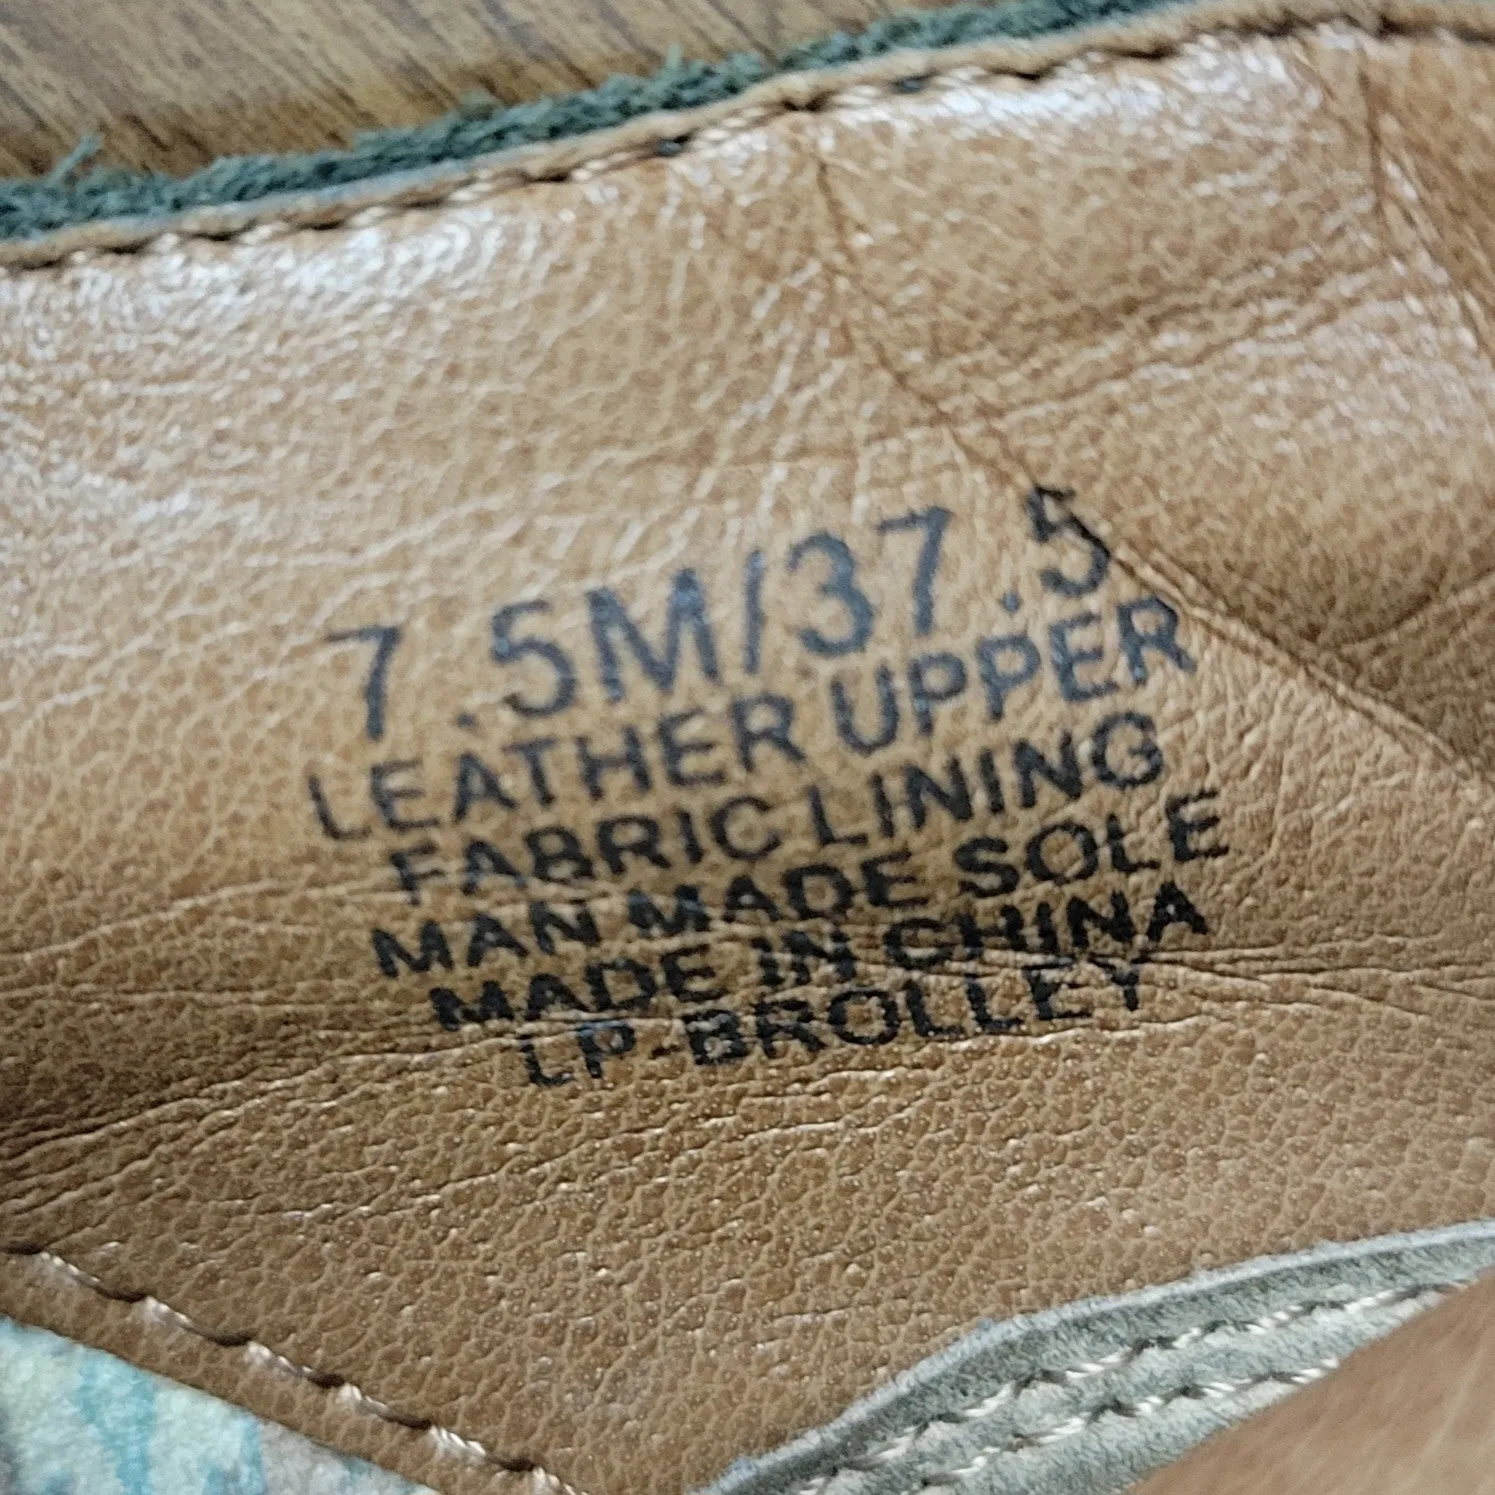 7.5M/37.5
LEATHER UPPER
FABRIC LINING
MAN MADE SOLE
MADE IN CHINA
LP-BROLLEY